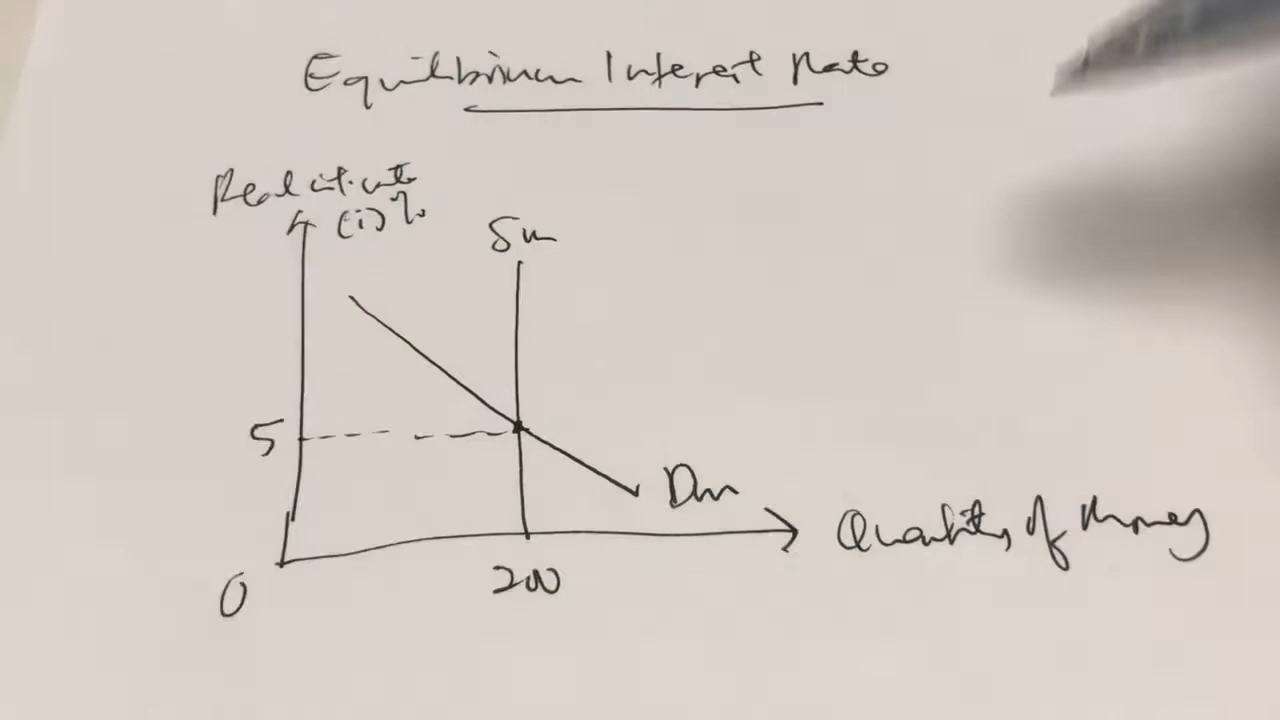 Equilibrium Interest Rate
Real int. rate
(i) %
Sm
5
Dm
Quantity of Money
0
200